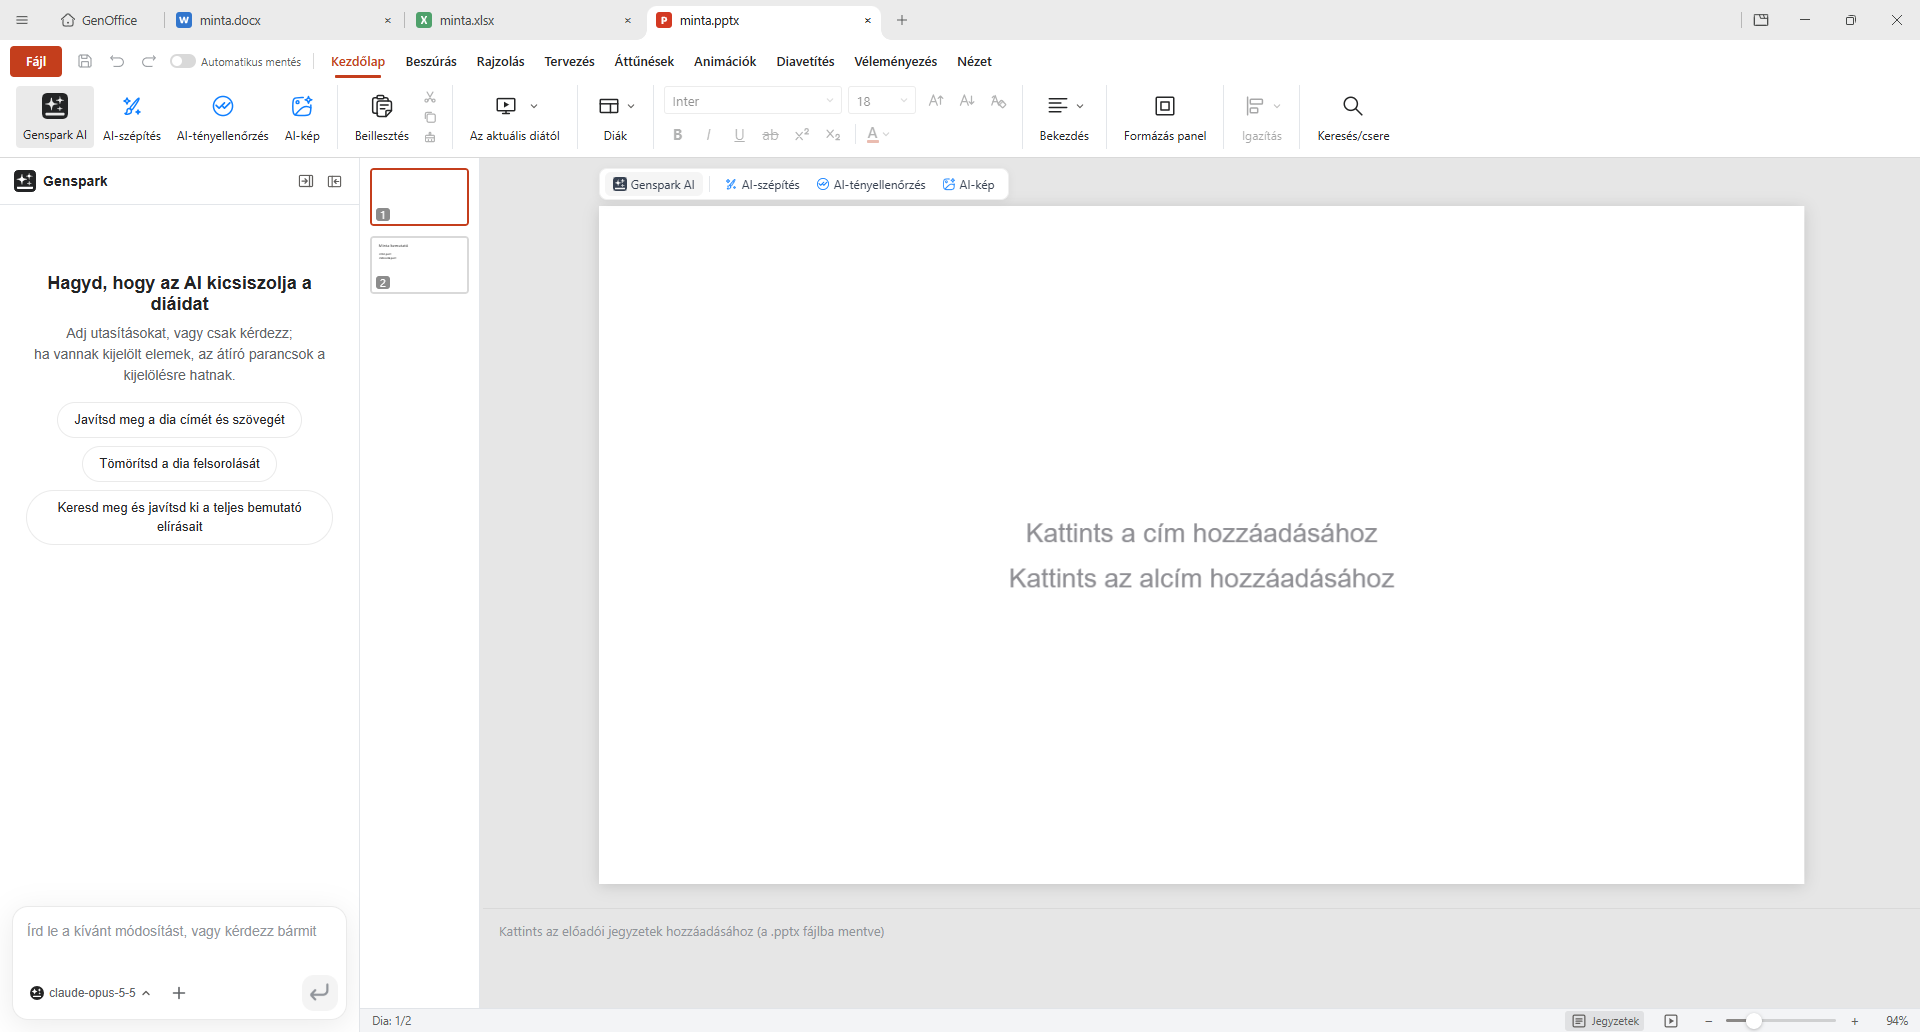 GenOffice
minta.docx
minta.xlsx
minta.pptx
Fájl
Automatikus mentés
Kezdőlap
Beszúrás
Rajzolás
Tervezés
Áttűnések
Animációk
Diavetítés
Véleményezés
Nézet
Genspark AI
AI-szépítés
AI-tényellenőrzés
AI-kép
Beillesztés
Az aktuális diától
Diák
Inter
18
Bekezdés
Formázás panel
Igazítás
Keresés/csere
Genspark
Hagyd, hogy az AI kicsiszolja a
diáidat
Adj utasításokat, vagy csak kérdezz;
ha vannak kijelölt elemek, az átíró parancsok a
kijelölésre hatnak.
Javítsd meg a dia címét és szövegét
Tömörítsd a dia felsorolását
Keresd meg és javítsd ki a teljes bemutató
elírásait
Írd le a kívánt módosítást, vagy kérdezz bármit
claude-opus-5-5
1
Minta bemutató
2
Genspark AI
AI-szépítés
AI-tényellenőrzés
AI-kép
Kattints a cím hozzáadásához
Kattints az alcím hozzáadásához
Kattints az előadói jegyzetek hozzáadásához (a .pptx fájlba mentve)
Dia: 1/2
Jegyzetek
94%